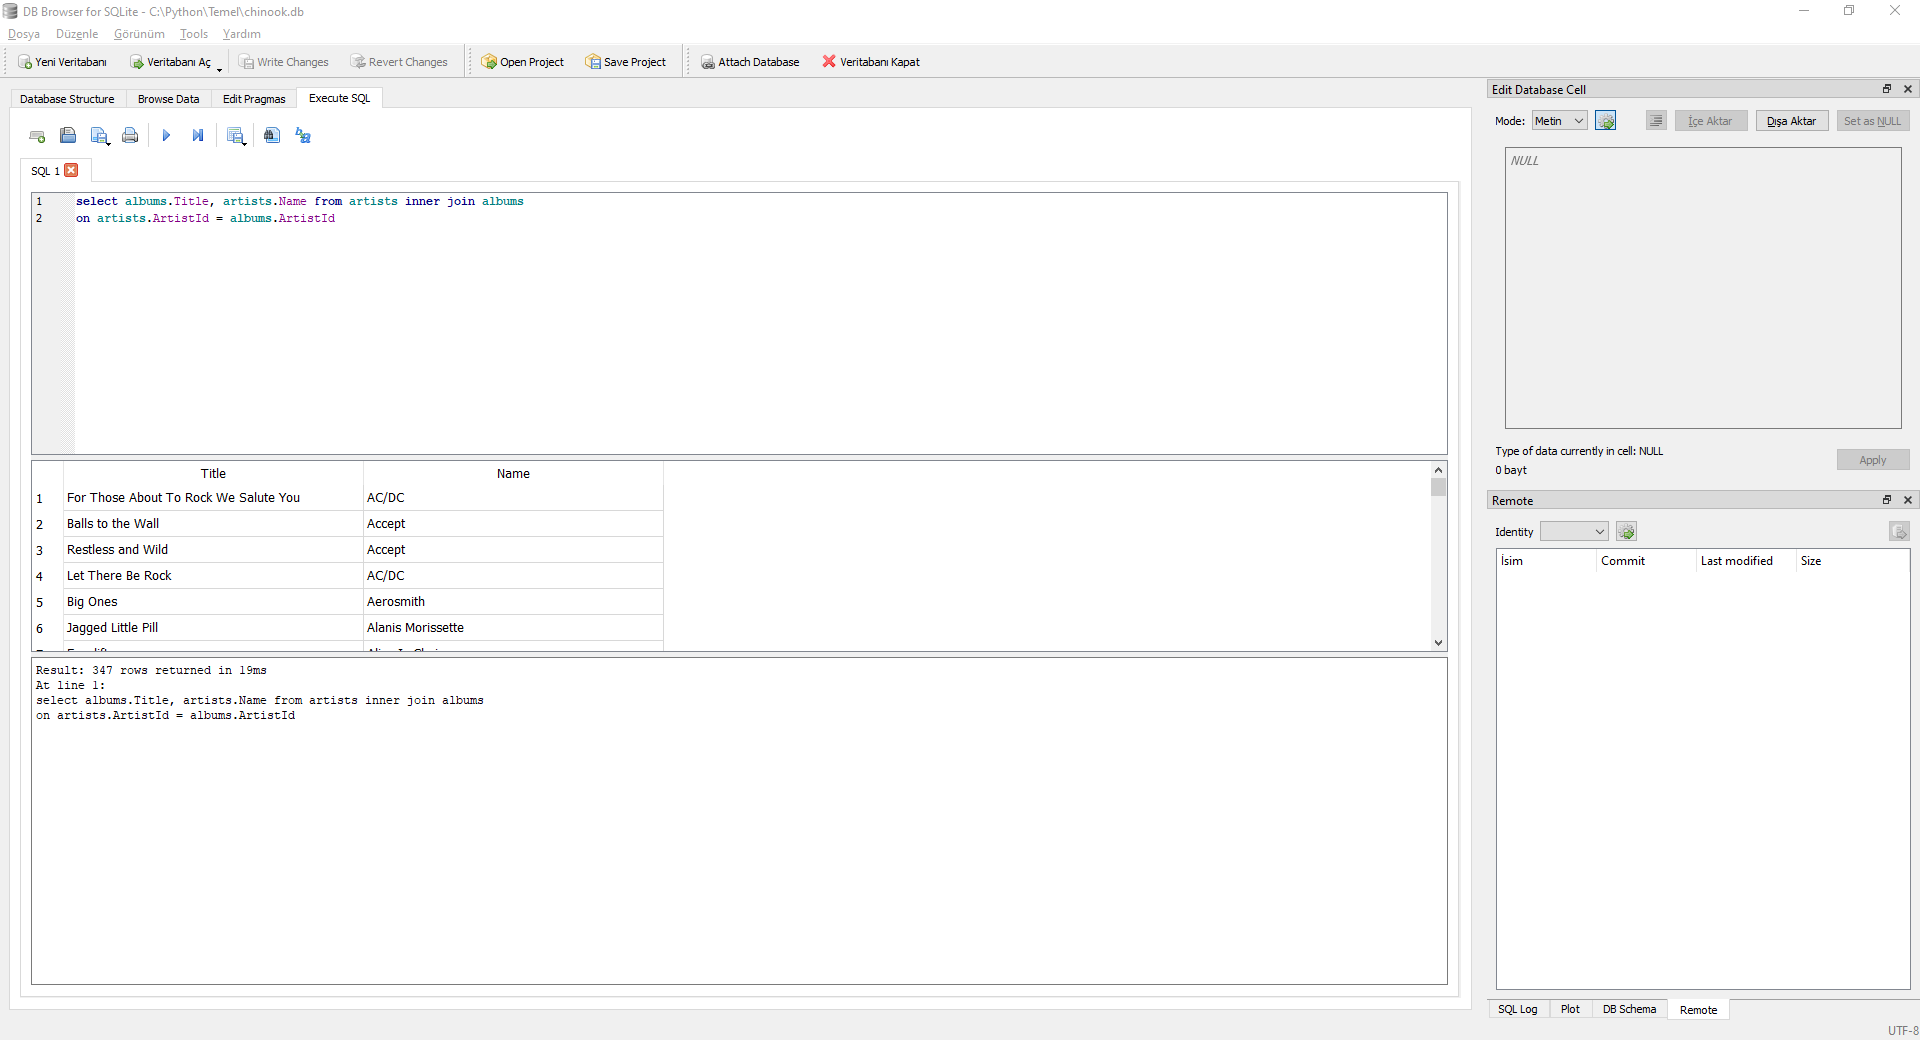 DB Browser for SQLite - C:\Python\Temel\chinook.db
Dosya Düzenle Görünüm Tools Yardım
Yeni Veritabanı Veritabanı Aç Write Changes Revert Changes Open Project Save Project Attach Database Veritabanı Kapat
Database Structure Browse Data Edit Pragmas Execute SQL
SQL 1
1 select albums.Title, artists.Name from artists inner join albums
2 on artists.ArtistId = albums.ArtistId
Title Name
1 For Those About To Rock We Salute You AC/DC
2 Balls to the Wall Accept
3 Restless and Wild Accept
4 Let There Be Rock AC/DC
5 Big Ones Aerosmith
6 Jagged Little Pill Alanis Morissette
Result: 347 rows returned in 19ms
At line 1:
select albums.Title, artists.Name from artists inner join albums
on artists.ArtistId = albums.ArtistId
Edit Database Cell
Mode: Metin İçe Aktar Dışa Aktar Set as NULL
NULL
Type of data currently in cell: NULL
0 bayt
Apply
Remote
Identity
İsim Commit Last modified Size
SQL Log Plot DB Schema Remote
UTF-8